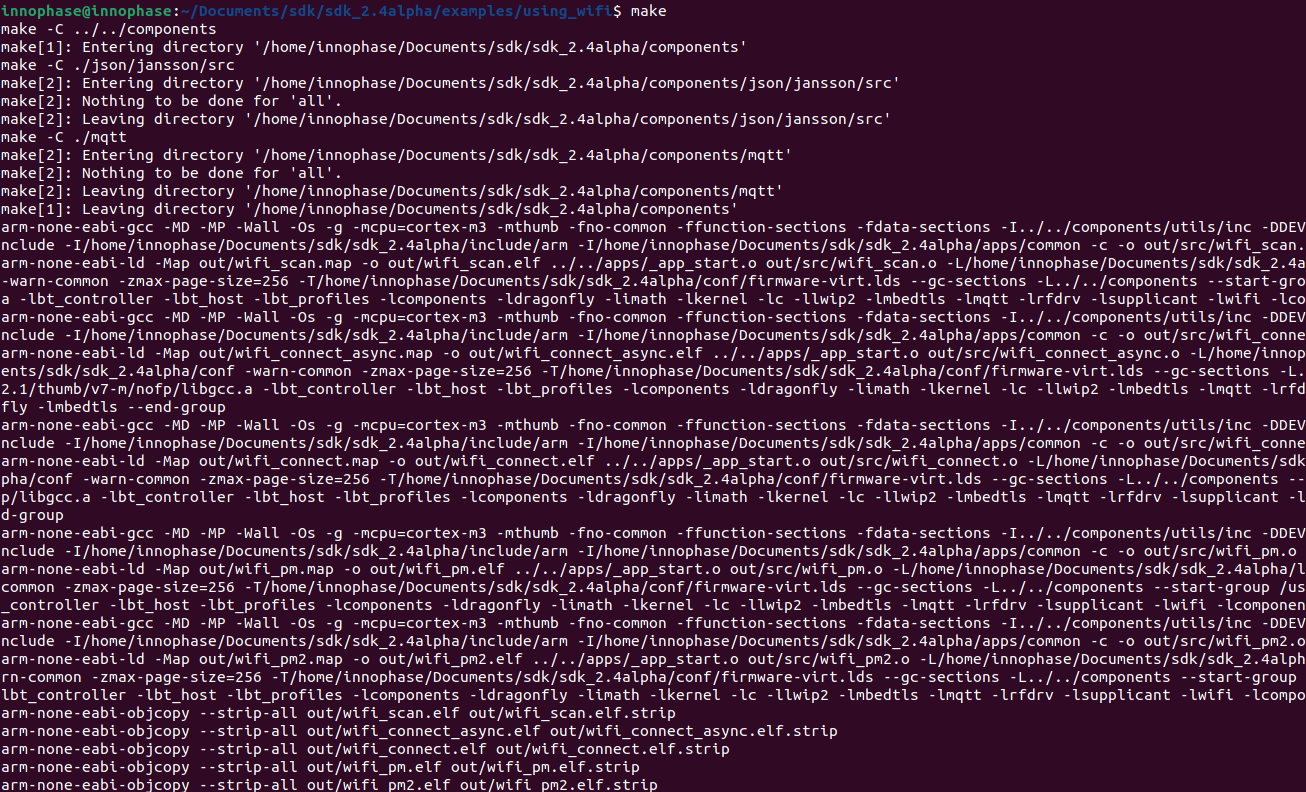 innophase@innophase:~/Documents/sdk/sdk_2.4alpha/examples/using_wifi$ make
make -C ../../components
make[1]: Entering directory '/home/innophase/Documents/sdk/sdk_2.4alpha/components'
make -C ./json/jansson/src
make[2]: Entering directory '/home/innophase/Documents/sdk/sdk_2.4alpha/components/json/jansson/src'
make[2]: Nothing to be done for 'all'.
make[2]: Leaving directory '/home/innophase/Documents/sdk/sdk_2.4alpha/components/json/jansson/src'
make -C ./mqtt
make[2]: Entering directory '/home/innophase/Documents/sdk/sdk_2.4alpha/components/mqtt'
make[2]: Nothing to be done for 'all'.
make[2]: Leaving directory '/home/innophase/Documents/sdk/sdk_2.4alpha/components/mqtt'
make[1]: Leaving directory '/home/innophase/Documents/sdk/sdk_2.4alpha/components'
arm-none-eabi-gcc -MD -MP -Wall -Os -g -mcpu=cortex-m3 -mthumb -fno-common -ffunction-sections -fdata-sections -I../../components/utils/inc -DDEV
nclude -I/home/innophase/Documents/sdk/sdk_2.4alpha/include/arm -I/home/innophase/Documents/sdk/sdk_2.4alpha/apps/common -c -o out/src/wifi_scan.
arm-none-eabi-ld -Map out/wifi_scan.map -o out/wifi_scan.elf ../../apps/_app_start.o out/src/wifi_scan.o -L/home/innophase/Documents/sdk/sdk_2.4a
-warn-common -zmax-page-size=256 -T/home/innophase/Documents/sdk/sdk_2.4alpha/conf/firmware-virt.lds --gc-sections -L../../components --start-gro
a -lbt_controller -lbt_host -lbt_profiles -lcomponents -ldragonfly -limath -lkernel -lc -llwip2 -lmbedtls -lmqtt -lrfdrv -lsupplicant -lwifi -lco
arm-none-eabi-gcc -MD -MP -Wall -Os -g -mcpu=cortex-m3 -mthumb -fno-common -ffunction-sections -fdata-sections -I../../components/utils/inc -DDEV
nclude -I/home/innophase/Documents/sdk/sdk_2.4alpha/include/arm -I/home/innophase/Documents/sdk/sdk_2.4alpha/apps/common -c -o out/src/wifi_conne
arm-none-eabi-ld -Map out/wifi_connect_async.map -o out/wifi_connect_async.elf ../../apps/_app_start.o out/src/wifi_connect_async.o -L/home/innop
ents/sdk/sdk_2.4alpha/conf -warn-common -zmax-page-size=256 -T/home/innophase/Documents/sdk/sdk_2.4alpha/conf/firmware-virt.lds --gc-sections -L.
2.1/thumb/v7-m/nofp/libgcc.a -lbt_controller -lbt_host -lbt_profiles -lcomponents -ldragonfly -limath -lkernel -lc -llwip2 -lmbedtls -lmqtt -lrfd
fly -lmbedtls --end-group
arm-none-eabi-gcc -MD -MP -Wall -Os -g -mcpu=cortex-m3 -mthumb -fno-common -ffunction-sections -fdata-sections -I../../components/utils/inc -DDEV
nclude -I/home/innophase/Documents/sdk/sdk_2.4alpha/include/arm -I/home/innophase/Documents/sdk/sdk_2.4alpha/apps/common -c -o out/src/wifi_conne
arm-none-eabi-ld -Map out/wifi_connect.map -o out/wifi_connect.elf ../../apps/_app_start.o out/src/wifi_connect.o -L/home/innophase/Documents/sdk
pha/conf -warn-common -zmax-page-size=256 -T/home/innophase/Documents/sdk/sdk_2.4alpha/conf/firmware-virt.lds --gc-sections -L../../components --
p/libgcc.a -lbt_controller -lbt_host -lbt_profiles -lcomponents -ldragonfly -limath -lkernel -lc -llwip2 -lmbedtls -lmqtt -lrfdrv -lsupplicant -l
d-group
arm-none-eabi-gcc -MD -MP -Wall -Os -g -mcpu=cortex-m3 -mthumb -fno-common -ffunction-sections -fdata-sections -I../../components/utils/inc -DDEV
nclude -I/home/innophase/Documents/sdk/sdk_2.4alpha/include/arm -I/home/innophase/Documents/sdk/sdk_2.4alpha/apps/common -c -o out/src/wifi_pm.o
arm-none-eabi-ld -Map out/wifi_pm.map -o out/wifi_pm.elf ../../apps/_app_start.o out/src/wifi_pm.o -L/home/innophase/Documents/sdk/sdk_2.4alpha/l
common -zmax-page-size=256 -T/home/innophase/Documents/sdk/sdk_2.4alpha/conf/firmware-virt.lds --gc-sections -L../../components --start-group /us
_controller -lbt_host -lbt_profiles -lcomponents -ldragonfly -limath -lkernel -lc -llwip2 -lmbedtls -lmqtt -lrfdrv -lsupplicant -lwifi -lcomponen
arm-none-eabi-gcc -MD -MP -Wall -Os -g -mcpu=cortex-m3 -mthumb -fno-common -ffunction-sections -fdata-sections -I../../components/utils/inc -DDEV
nclude -I/home/innophase/Documents/sdk/sdk_2.4alpha/include/arm -I/home/innophase/Documents/sdk/sdk_2.4alpha/apps/common -c -o out/src/wifi_pm2.o
arm-none-eabi-ld -Map out/wifi_pm2.map -o out/wifi_pm2.elf ../../apps/_app_start.o out/src/wifi_pm2.o -L/home/innophase/Documents/sdk/sdk_2.4alph
rn-common -zmax-page-size=256 -T/home/innophase/Documents/sdk/sdk_2.4alpha/conf/firmware-virt.lds --gc-sections -L../../components --start-group
lbt_controller -lbt_host -lbt_profiles -lcomponents -ldragonfly -limath -lkernel -lc -llwip2 -lmbedtls -lmqtt -lrfdrv -lsupplicant -lwifi -lcompo
arm-none-eabi-objcopy --strip-all out/wifi_scan.elf out/wifi_scan.elf.strip
arm-none-eabi-objcopy --strip-all out/wifi_connect_async.elf out/wifi_connect_async.elf.strip
arm-none-eabi-objcopy --strip-all out/wifi_connect.elf out/wifi_connect.elf.strip
arm-none-eabi-objcopy --strip-all out/wifi_pm.elf out/wifi_pm.elf.strip
arm-none-eabi-objcopy --strip-all out/wifi_pm2.elf out/wifi_pm2.elf.strip